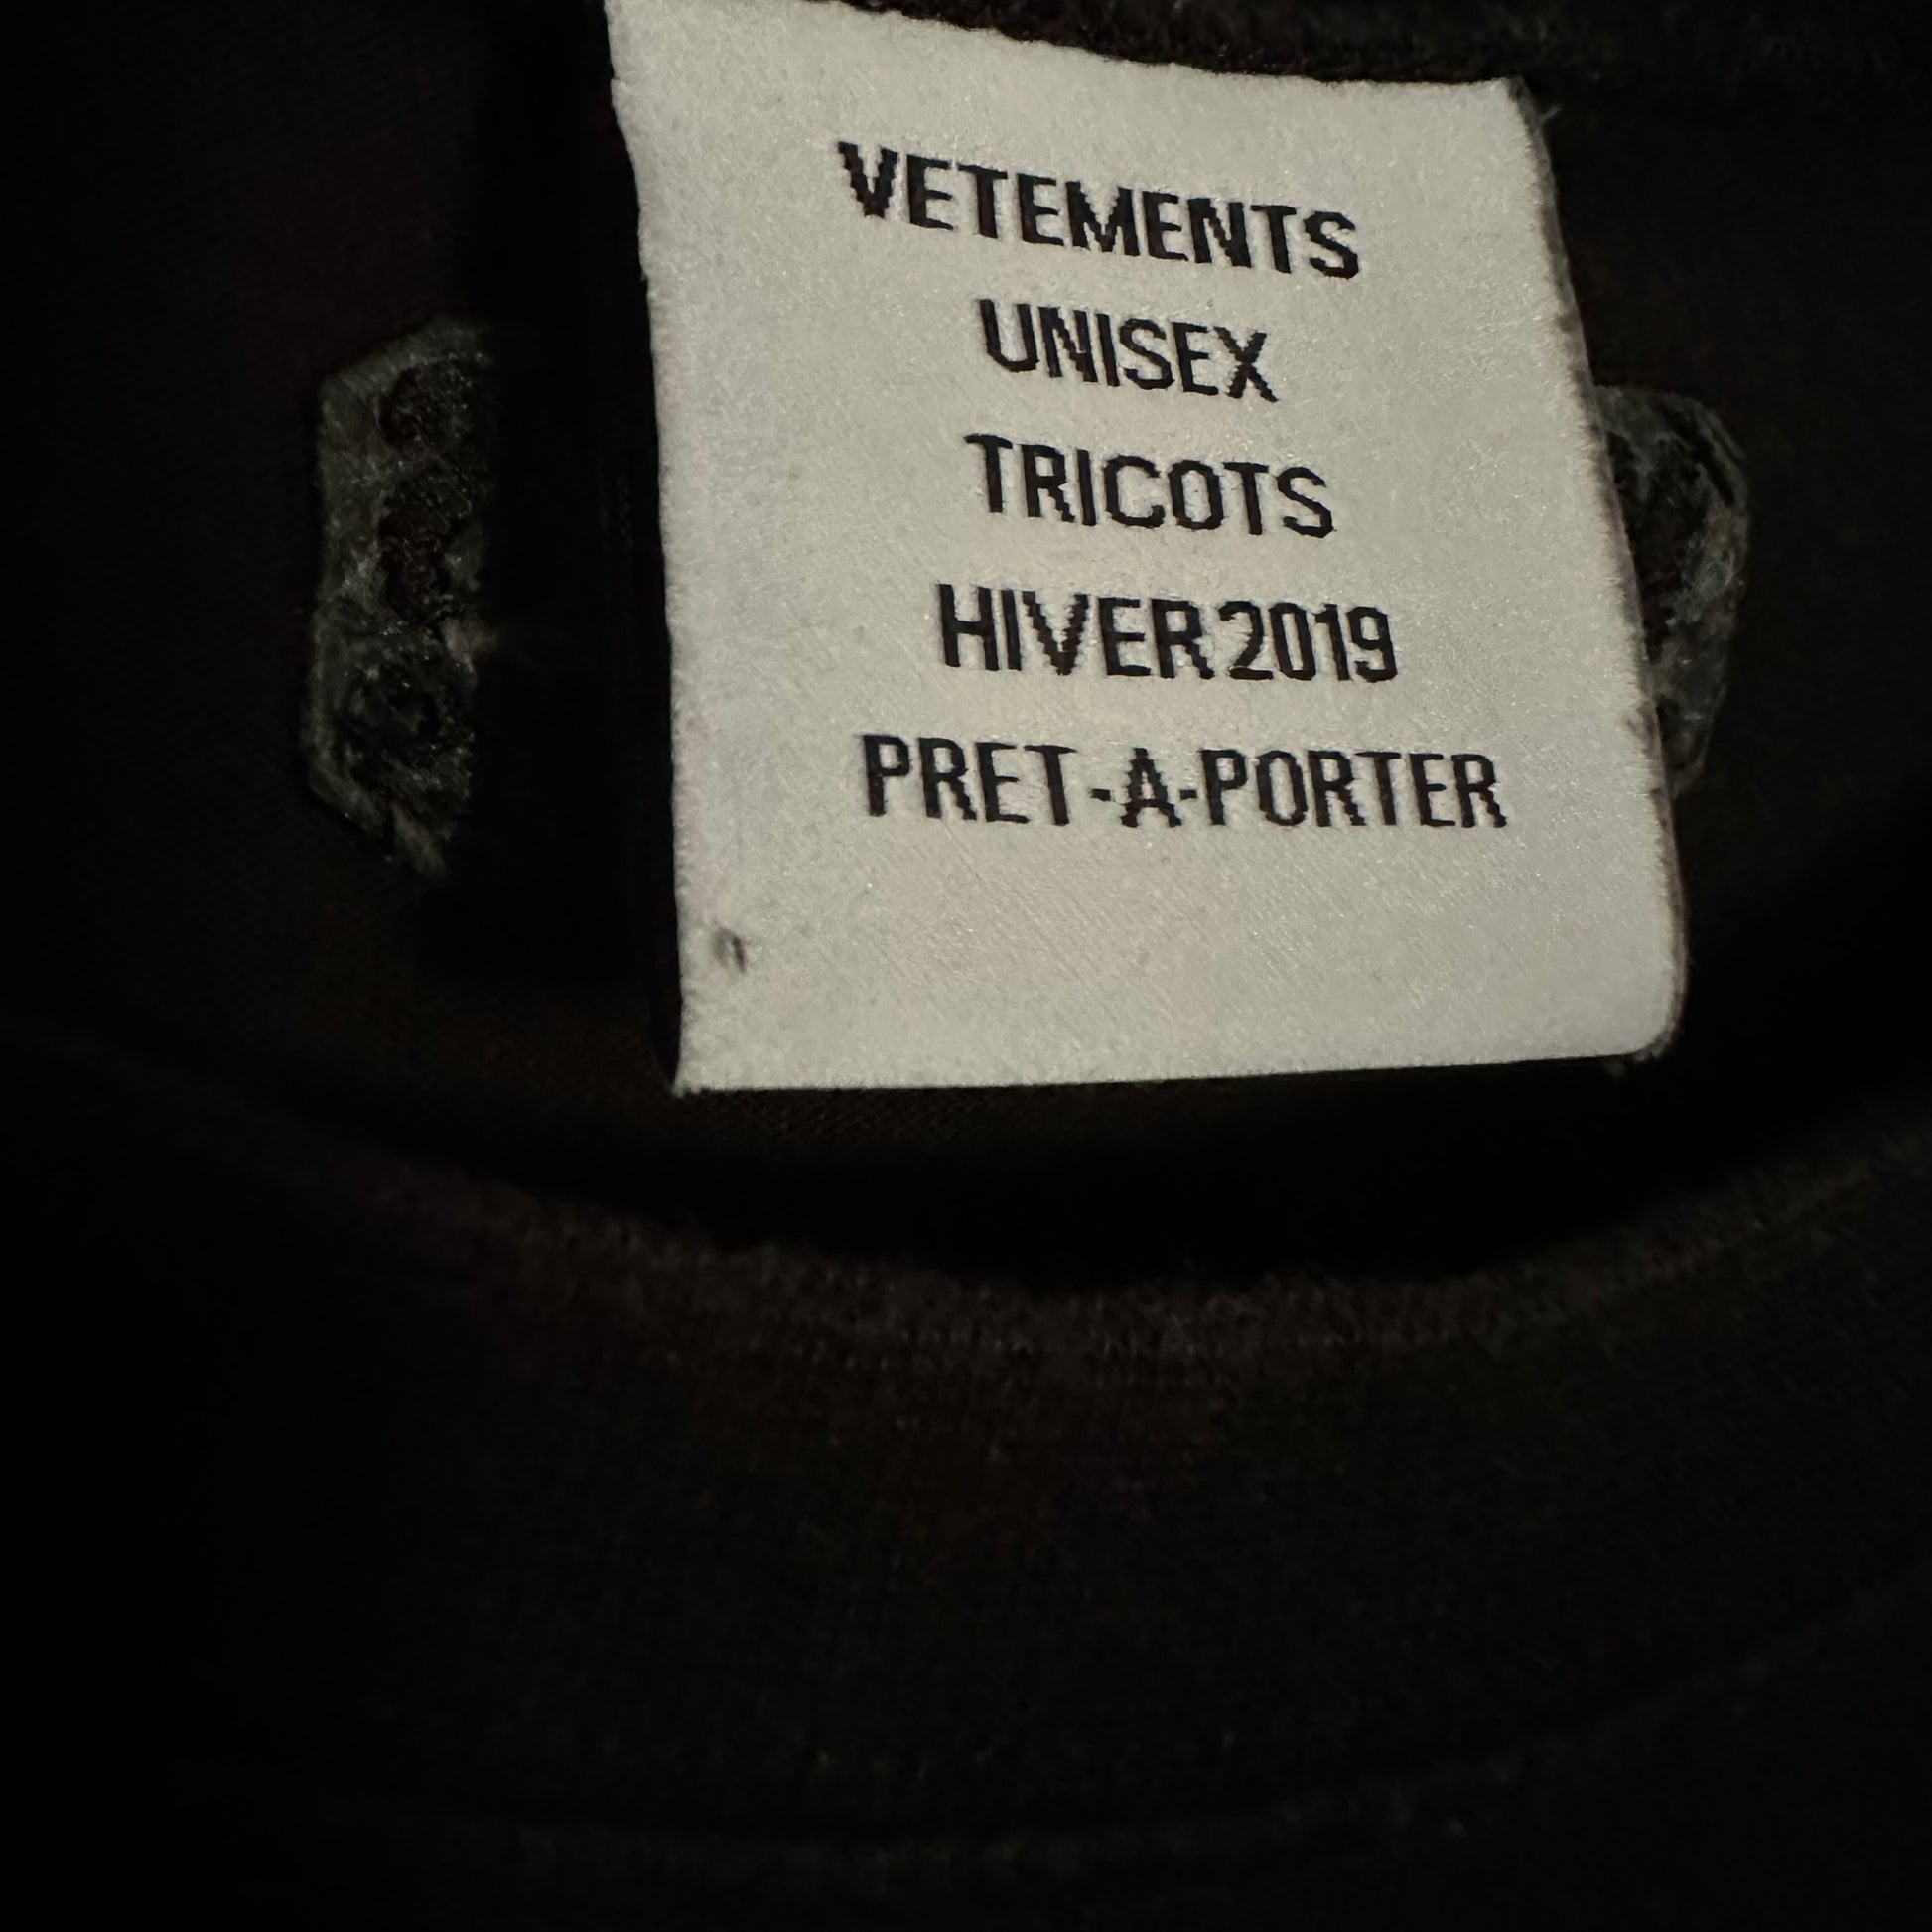 VETEMENTS
UNISEX
TRICOTS
HIVER 2019
PRET-A-PORTER